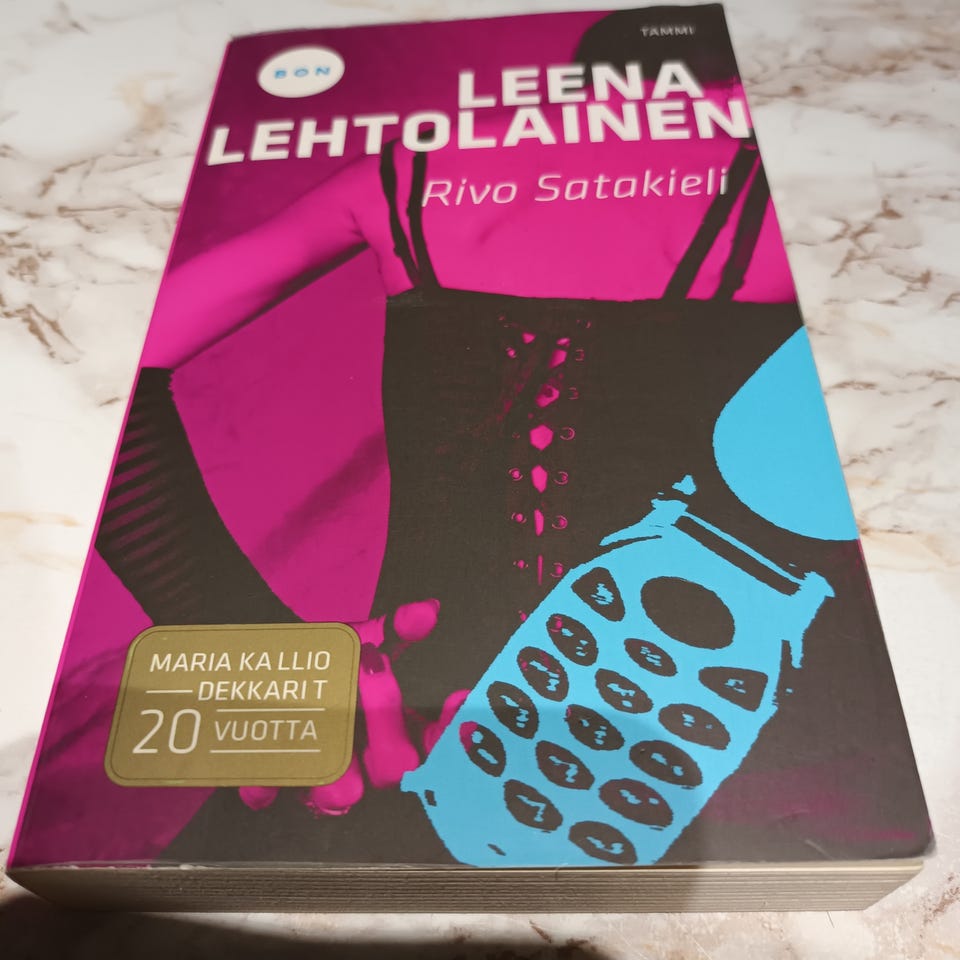 TAMMI
BON
LEENA
LEHTOLAINEN
Rivo Satakieli
MARIA KALLIO
DEKKARIT
20 VUOTTA